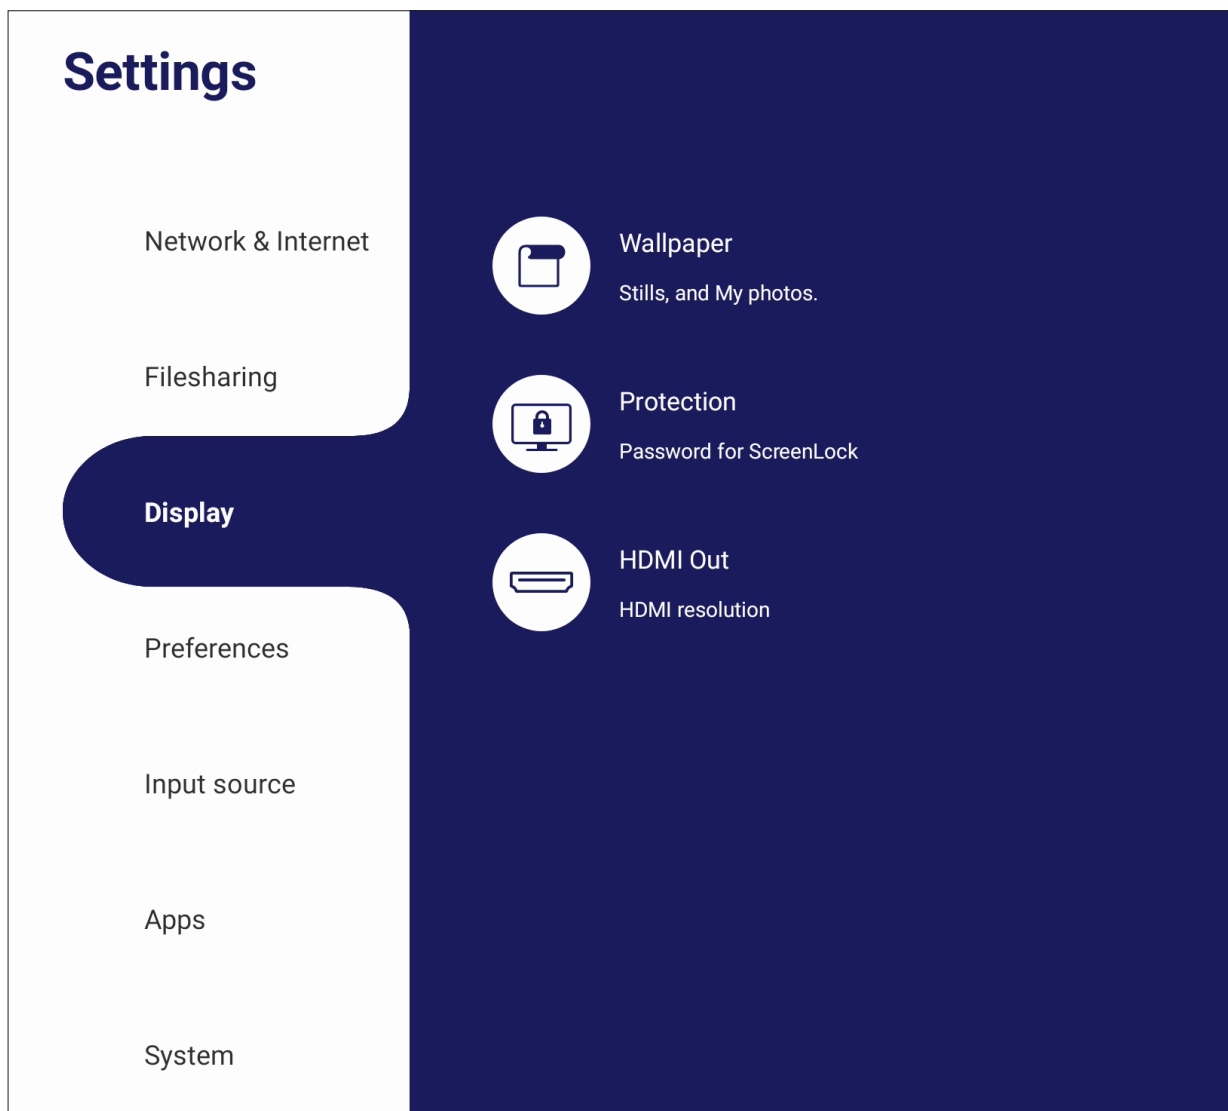 Settings
Network & Internet
Filesharing
Display
Preferences
Input source
Apps
System
Wallpaper
Stills, and My photos.
Protection
Password for ScreenLock
HDMI Out
HDMI resolution